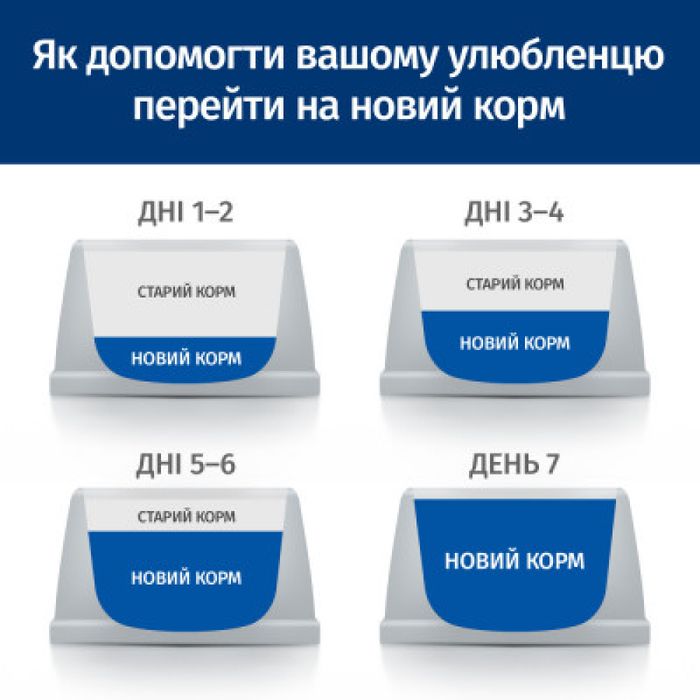 Як допомогти вашому улюбленцю
перейти на новий корм
ДНІ 1–2
СТАРИЙ КОРМ
НОВИЙ КОРМ
ДНІ 3–4
СТАРИЙ КОРМ
НОВИЙ КОРМ
ДНІ 5–6
СТАРИЙ КОРМ
НОВИЙ КОРМ
ДЕНЬ 7
НОВИЙ КОРМ